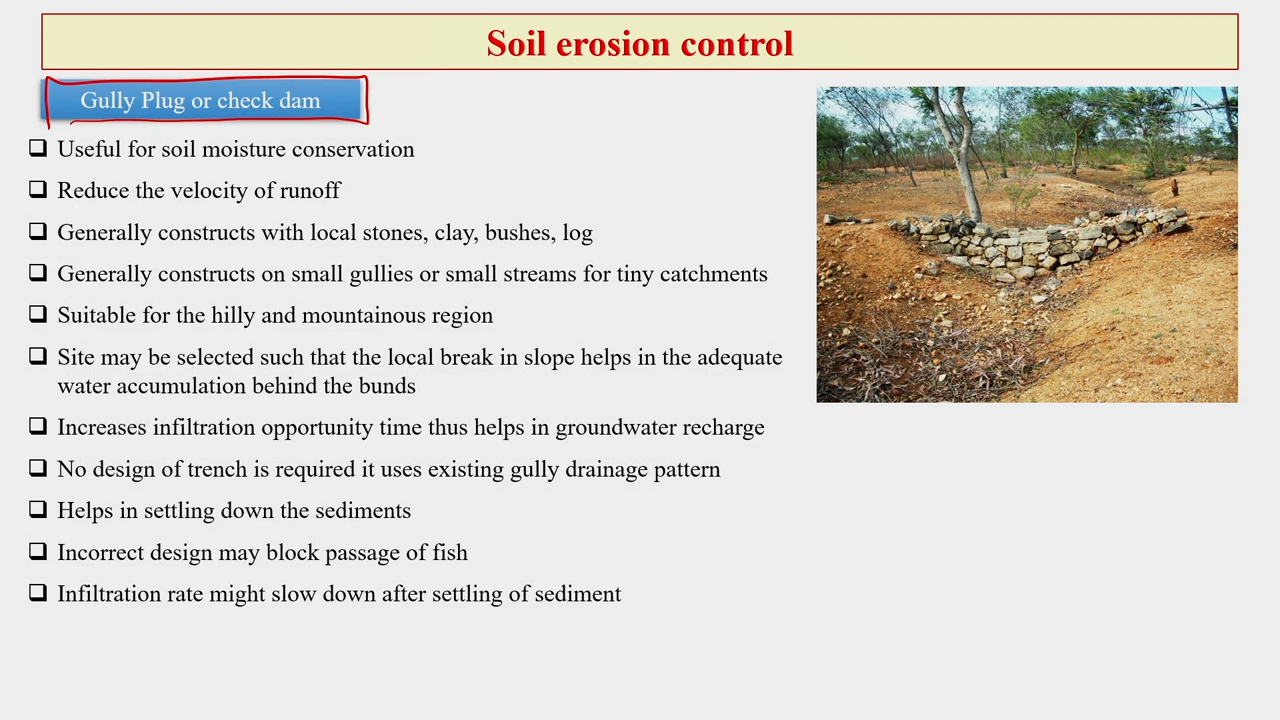 Soil erosion control
Gully Plug or check dam
❑ Useful for soil moisture conservation
❑ Reduce the velocity of runoff
❑ Generally constructs with local stones, clay, bushes, log
❑ Generally constructs on small gullies or small streams for tiny catchments
❑ Suitable for the hilly and mountainous region
❑ Site may be selected such that the local break in slope helps in the adequate
water accumulation behind the bunds
❑ Increases infiltration opportunity time thus helps in groundwater recharge
❑ No design of trench is required it uses existing gully drainage pattern
❑ Helps in settling down the sediments
❑ Incorrect design may block passage of fish
❑ Infiltration rate might slow down after settling of sediment